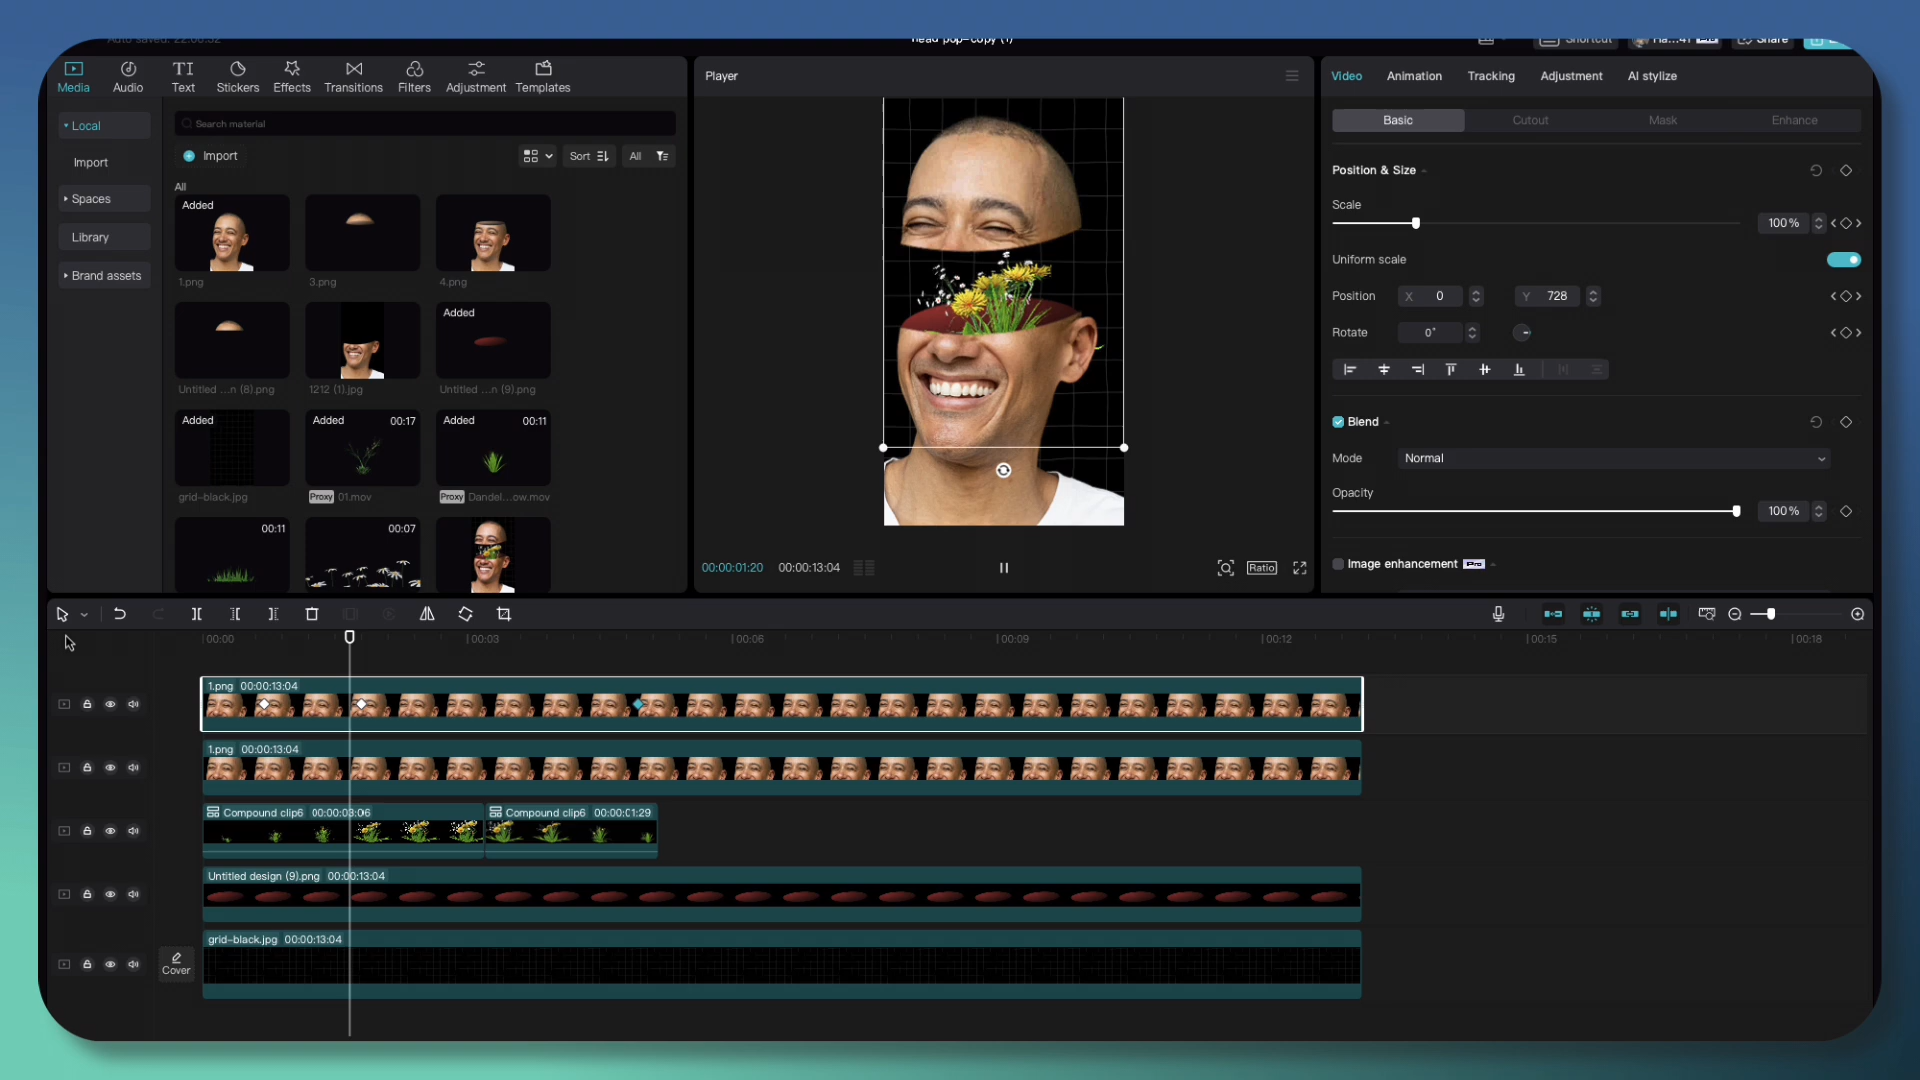 Auto saved: 22:00:32
head pop-copy (1)
Shortcut
Share
Media
Audio
TI
Text
Stickers
Effects
Transitions
Filters
Adjustment
Templates
Local
Import
Spaces
Library
Brand assets
Search material
Import
Sort
All
All
Added
1.png
3.png
4.png
Untitled ...n (8).png
1212 (1).jpg
Added
Untitled ...n (9).png
Added
grid-black.jpg
Added 00:17
Proxy 01.mov
Added 00:11
Proxy Dandel...ow.mov
00:11
00:07
Player
00:00:01:20 00:00:13:04
Ratio
Video
Animation
Tracking
Adjustment
AI stylize
Basic
Cutout
Mask
Enhance
Position & Size
Scale
100%
Uniform scale
Position X 0 Y 728
Rotate 0°
Blend
Mode Normal
Opacity
100%
Image enhancement Pro
00:00
00:03
00:06
00:09
00:12
00:15
00:18
1.png 00:00:13:04
1.png 00:00:13:04
Compound clip6 00:00:03:06
Compound clip6 00:00:01:29
Untitled design (9).png 00:00:13:04
grid-black.jpg 00:00:13:04
Cover